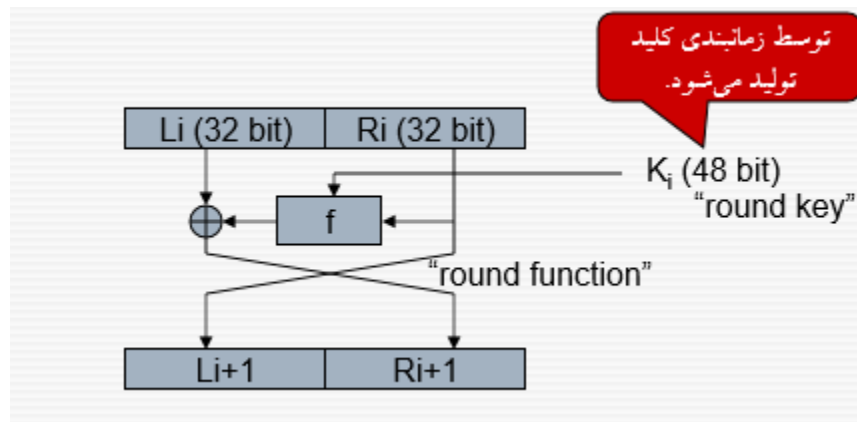 توسط زمانبندی کلید
تولید می‌شود.
Li (32 bit) Ri (32 bit)
Ki (48 bit)
“round key”
f
“round function”
Li+1 Ri+1